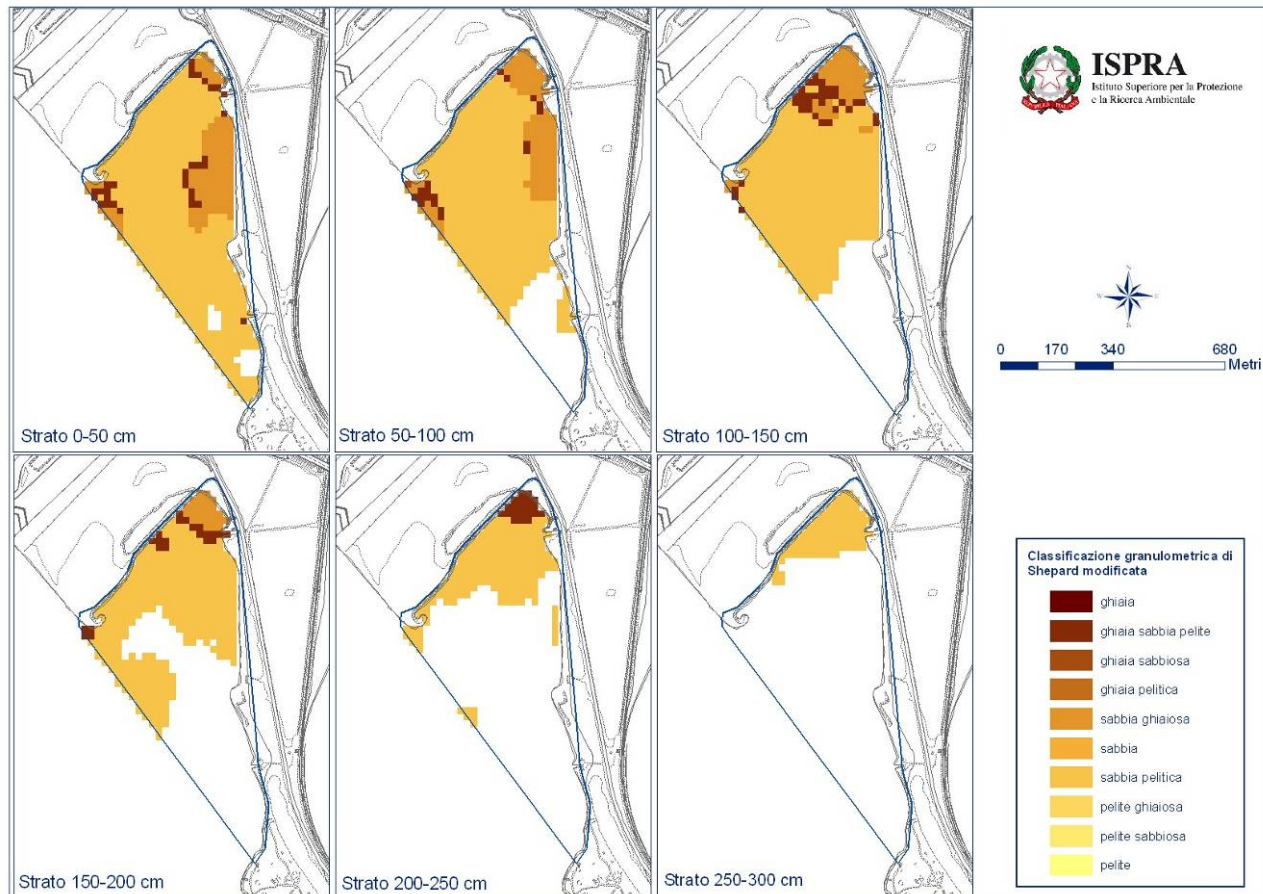 Strato 0-50 cm
Strato 50-100 cm
Strato 100-150 cm
ISPRA
Istituto Superiore per la Protezione
e la Ricerca Ambientale
N
W
E
S
0 170 340 680
Metri
Strato 150-200 cm
Strato 200-250 cm
Strato 250-300 cm
Classificazione granulometrica di
Shepard modificata
ghiaia
ghiaia sabbia pelite
ghiaia sabbiosa
ghiaia pelitica
sabbia ghiaiosa
sabbia
sabbia pelitica
pelite ghiaiosa
pelite sabbiosa
pelite